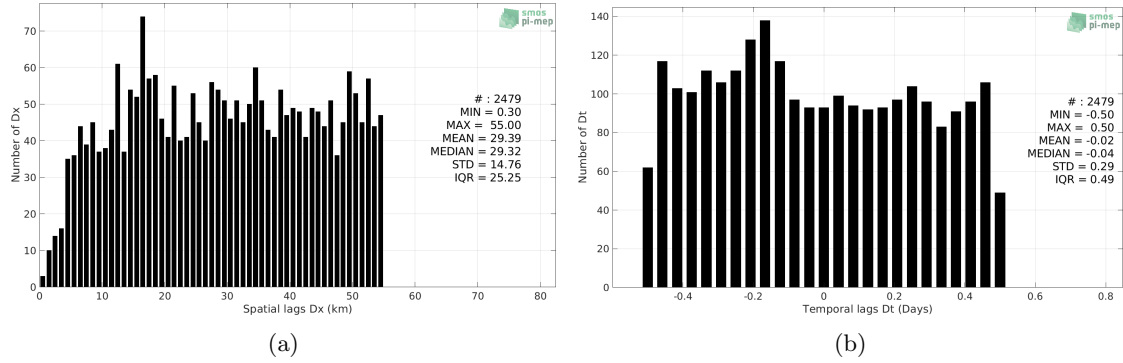 smos
pi-mep
70
60
50
40
30
20
10
0
Number of Dx
# : 2479
MIN = 0.30
MAX = 55.00
MEAN = 29.39
MEDIAN = 29.32
STD = 14.76
IQR = 25.25
0 10 20 30 40 50 60 70 80
Spatial lags Dx (km)
(a)
smos
pi-mep
140
120
100
80
60
40
20
0
Number of Dt
# : 2479
MIN = -0.50
MAX = 0.50
MEAN = -0.02
MEDIAN = -0.04
STD = 0.29
IQR = 0.49
-0.4 -0.2 0 0.2 0.4 0.6 0.8
Temporal lags Dt (Days)
(b)